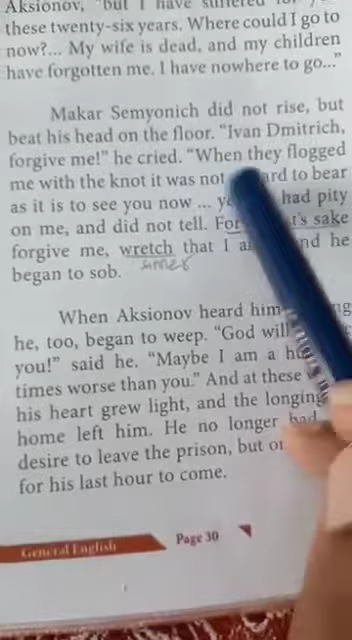 Aksionov, "but I have suffered for
these twenty-six years. Where could I go to
now?... My wife is dead, and my children
have forgotten me. I have nowhere to go..."
Makar Semyonich did not rise, but
beat his head on the floor. "Ivan Dmitrich,
forgive me!" he cried. "When they flogged
me with the knot it was not to bear
as it is to see you now ... had pity
on me, and did not tell. sake
forgive me, wretch that I he
sinner
began to sob.
When Aksionov heard him
he, too, began to weep. "God will
you!" said he. "Maybe I am a
times worse than you." And at these
his heart grew light, and the longing
home left him. He no longer had
desire to leave the prison, but
for his last hour to come.
General English
Page 30